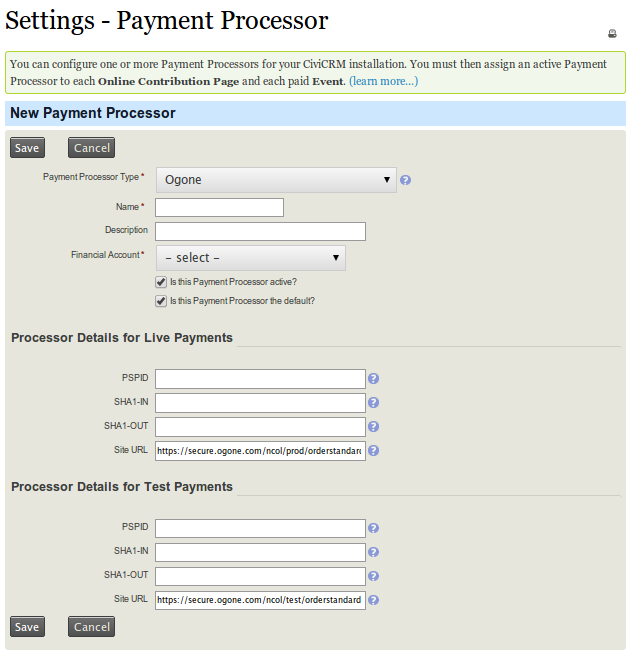 Settings - Payment Processor
You can configure one or more Payment Processors for your CiviCRM installation. You must then assign an active Payment
Processor to each Online Contribution Page and each paid Event. (learn more...)
New Payment Processor
Save Cancel
Payment Processor Type * Ogone ?
Name *
Description
Financial Account * – select –
Is this Payment Processor active?
Is this Payment Processor the default?
Processor Details for Live Payments
PSPID ?
SHA1-IN ?
SHA1-OUT ?
Site URL https://secure.ogone.com/ncol/prod/orderstandard ?
Processor Details for Test Payments
PSPID ?
SHA1-IN ?
SHA1-OUT ?
Site URL https://secure.ogone.com/ncol/test/orderstandard ?
Save Cancel